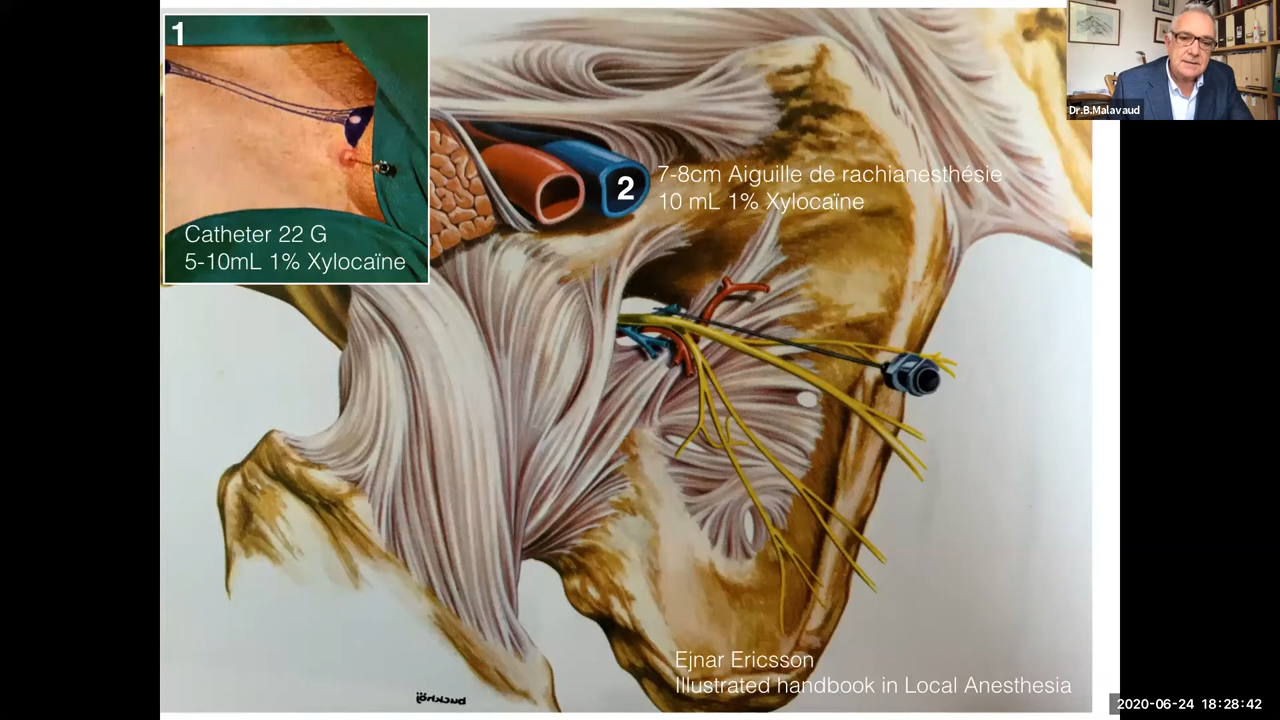 1
Catheter 22 G
5-10mL 1% Xylocaïne
2
7-8cm Aiguille de rachianesthésie
10 mL 1% Xylocaïne
Ejnar Ericsson
Illustrated handbook in Local Anesthesia
buckhöj
Dr.B.Malavaud
2020-06-24 18:28:42